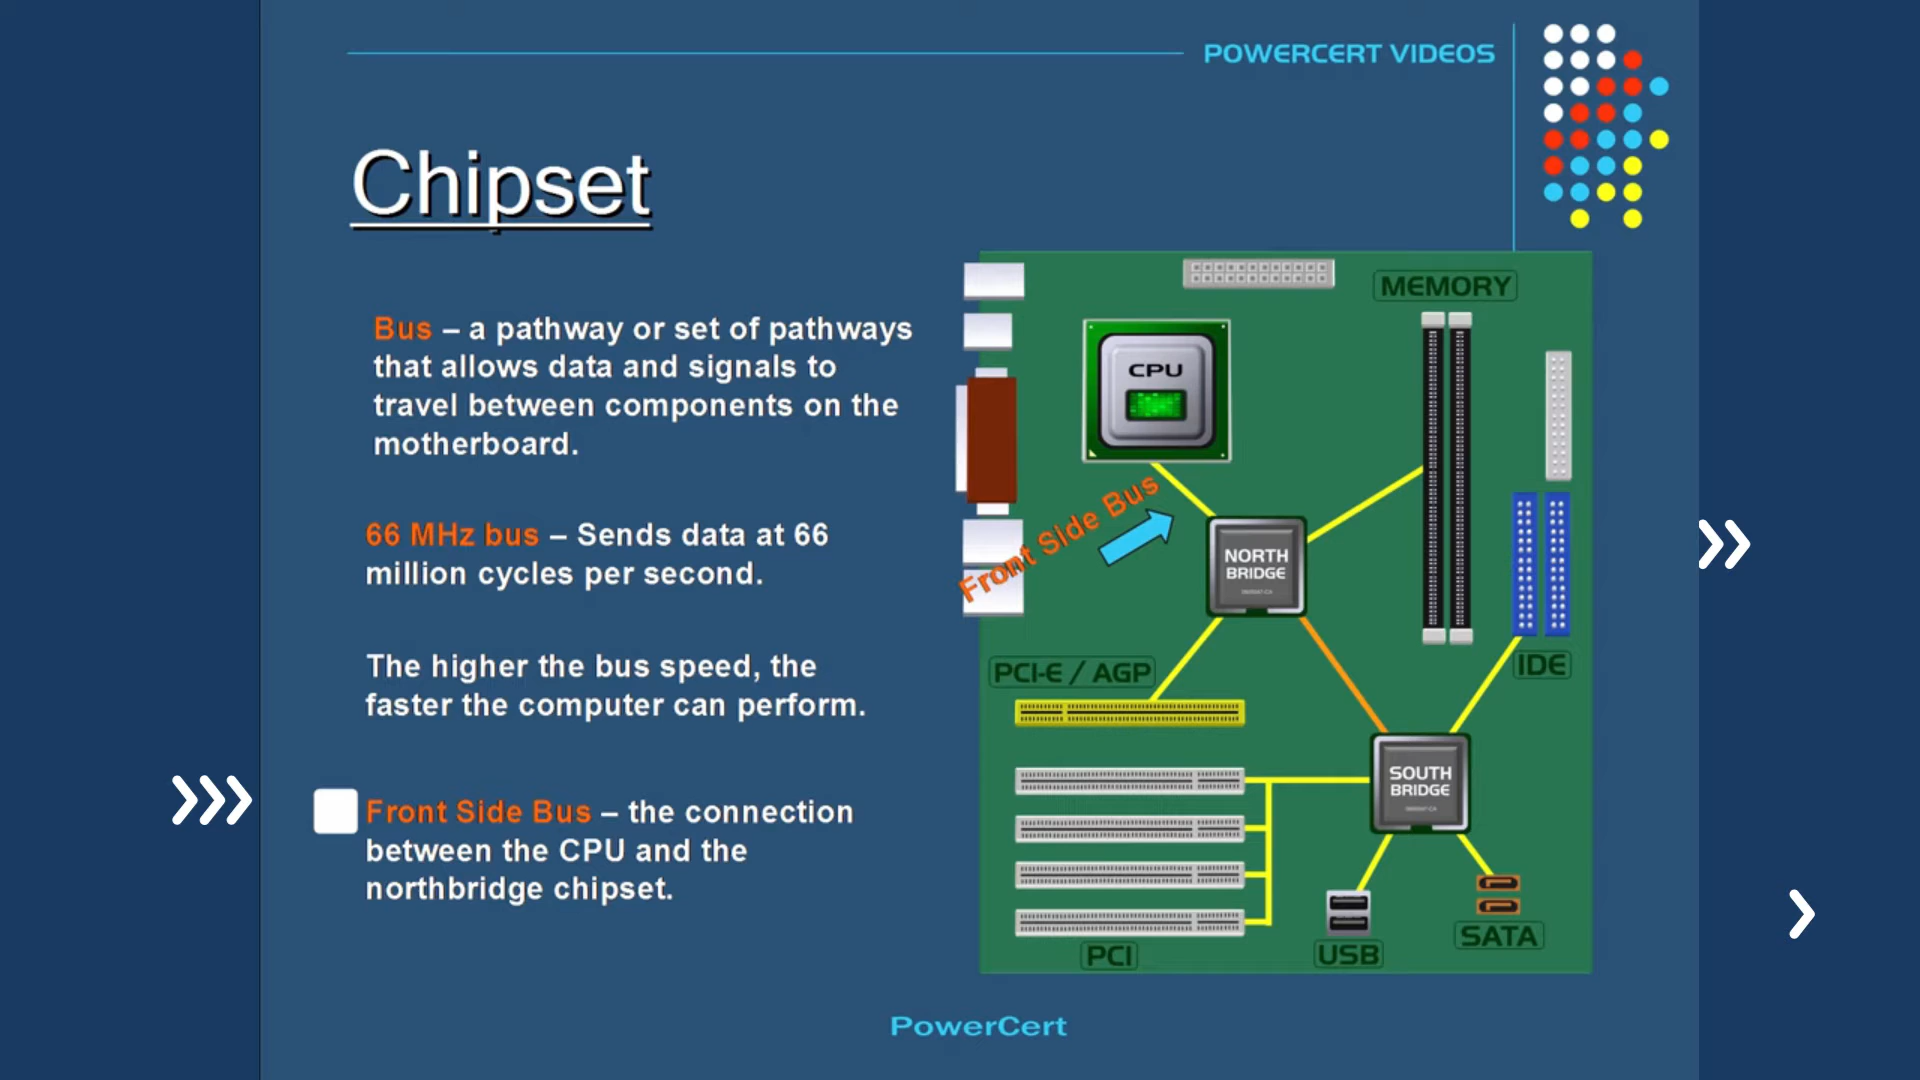 POWERCERT VIDEOS
Chipset
Bus – a pathway or set of pathways
that allows data and signals to
travel between components on the
motherboard.
66 MHz bus – Sends data at 66
million cycles per second.
The higher the bus speed, the
faster the computer can perform.
Front Side Bus – the connection
between the CPU and the
northbridge chipset.
MEMORY
CPU
Front Side Bus
NORTH
BRIDGE
PCI-E / AGP
IDE
SOUTH
BRIDGE
PCI
USB
SATA
PowerCert